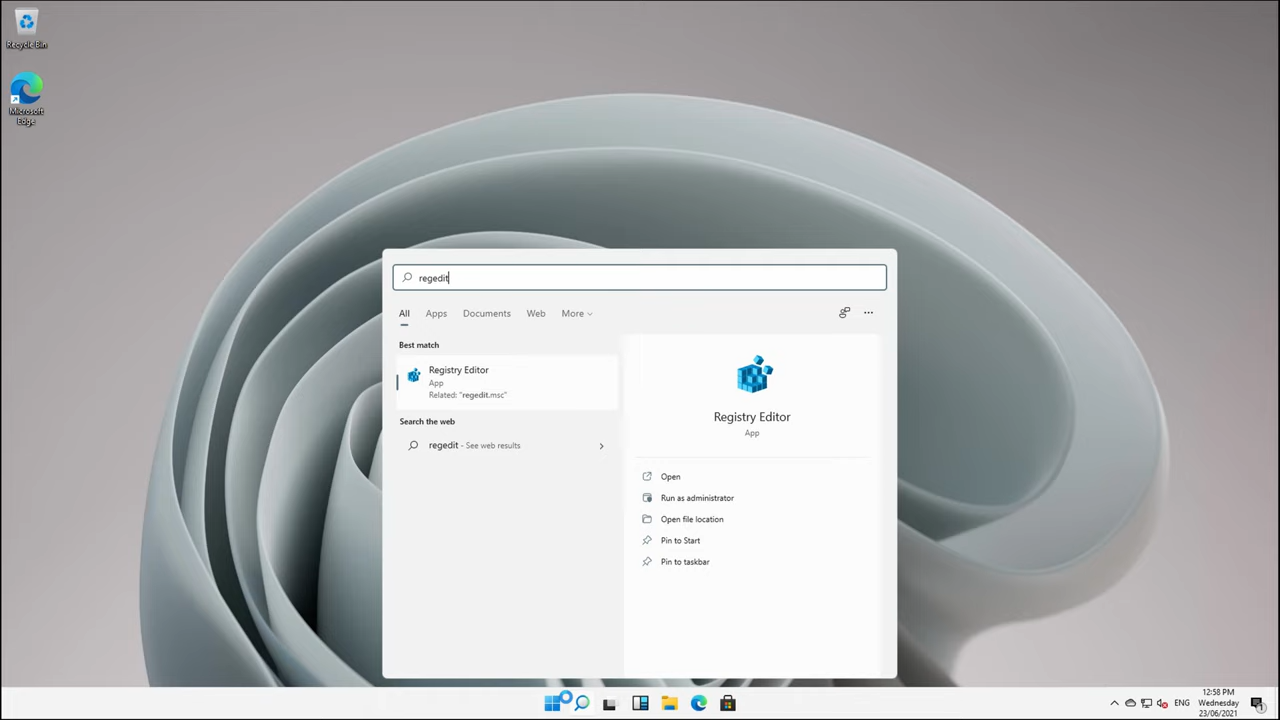 Recycle Bin
Microsoft
Edge
regedit
All
Apps
Documents
Web
More
Best match
Registry Editor
App
Related: "regedit.msc"
Search the web
regedit - See web results
Registry Editor
App
Open
Run as administrator
Open file location
Pin to Start
Pin to taskbar
ENG
12:58 PM
Wednesday
23/06/2021
1